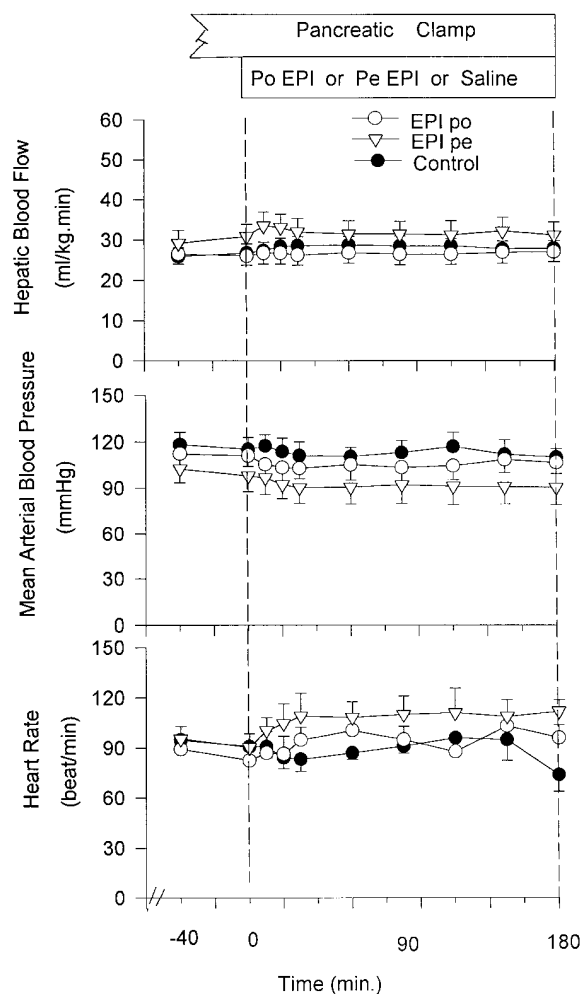 Pancreatic Clamp
Po EPI or Pe EPI or Saline
EPI po
EPI pe
Control
Hepatic Blood Flow
(ml/kg.min)
60
50
40
30
20
10
0
Mean Arterial Blood Pressure
(mmHg)
150
120
90
60
30
0
Heart Rate
(beat/min)
150
120
90
60
30
0
-40 0 90 180
Time (min.)